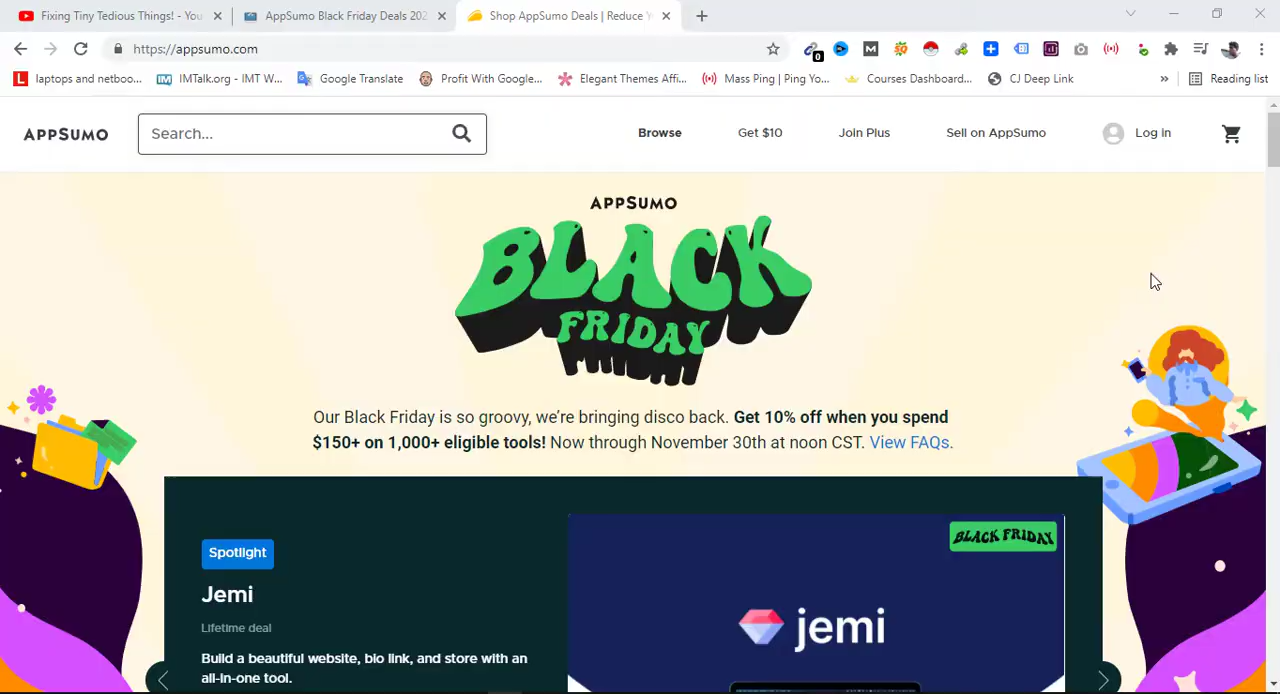 Fixing Tiny Tedious Things! - You
AppSumo Black Friday Deals 202
Shop AppSumo Deals | Reduce Y
https://appsumo.com
0
L laptops and netboo...
IM IMTalk.org - IMT W...
Google Translate
Profit With Google...
Elegant Themes Affi...
Mass Ping | Ping Yo...
Courses Dashboard...
CJ Deep Link
»
Reading list
APPSUMO
Search...
Browse
Get $10
Join Plus
Sell on AppSumo
Log in
APPSUMO
BLACK
FRIDAY
Our Black Friday is so groovy, we're bringing disco back. Get 10% off when you spend
$150+ on 1,000+ eligible tools! Now through November 30th at noon CST. View FAQs.
Spotlight
BLACK FRIDAY
Jemi
jemi
Lifetime deal
Build a beautiful website, bio link, and store with an
all-in-one tool.